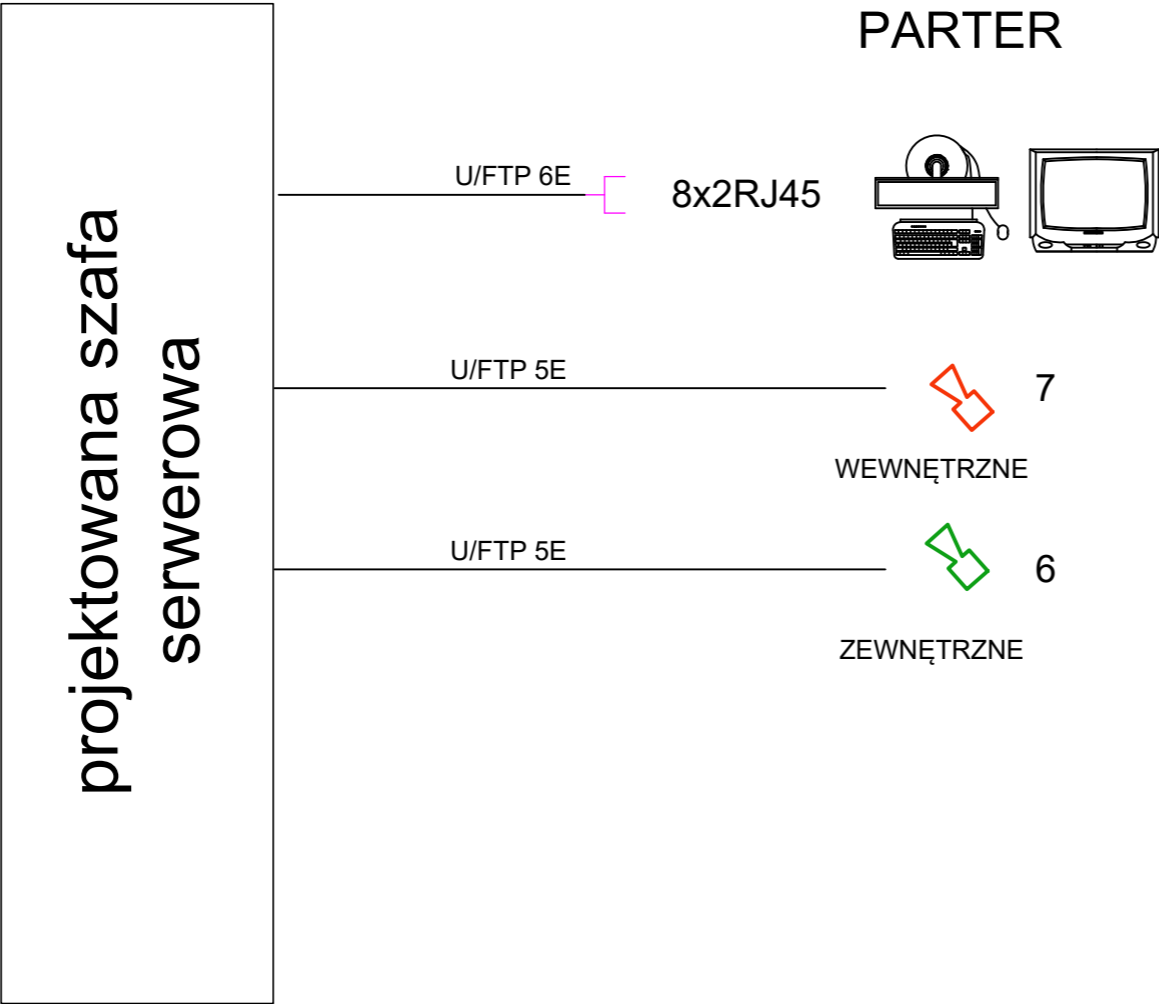 PARTER
projektowana szafa
serwerowa
U/FTP 6E
8x2RJ45
U/FTP 5E
7
WEWNĘTRZNE
U/FTP 5E
6
ZEWNĘTRZNE